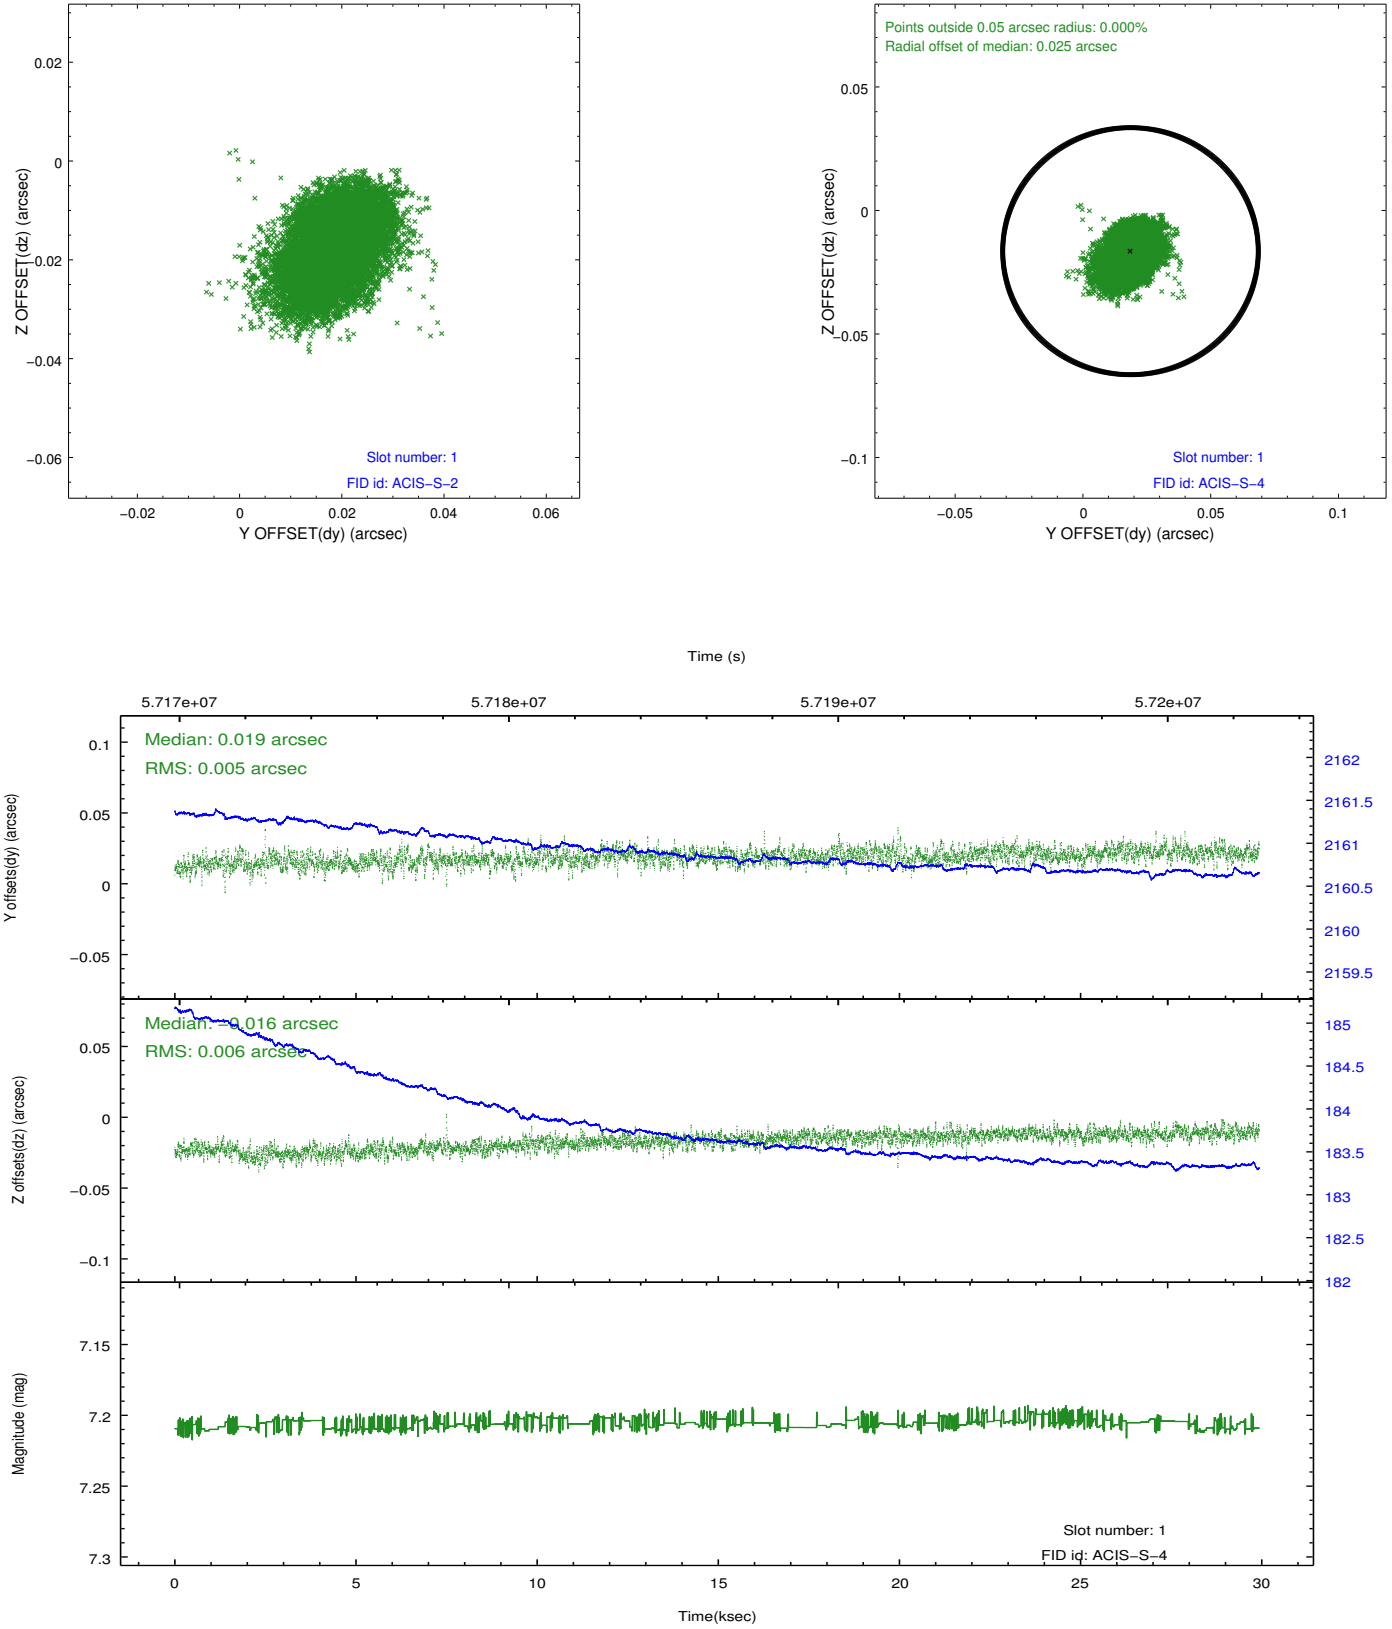 0.02
0
−0.02
−0.04
−0.06
Z OFFSET(dz) (arcsec)
Slot number: 1
FID id: ACIS−S−2
−0.02
0
0.02
0.04
0.06
Y OFFSET(dy) (arcsec)
Points outside 0.05 arcsec radius: 0.000%
Radial offset of median: 0.025 arcsec
0.05
0
−0.05
−0.1
Z OFFSET(dz) (arcsec)
Slot number: 1
FID id: ACIS−S−4
−0.05
0
0.05
0.1
Y OFFSET(dy) (arcsec)
Time (s)
5.717e+07
5.718e+07
5.719e+07
5.72e+07
Median: 0.019 arcsec
RMS: 0.005 arcsec
0.1
0.05
0
−0.05
Y offsets(dy) (arcsec)
2162
2161.5
2161
2160.5
2160
2159.5
Median: −0.016 arcsec
RMS: 0.006 arcsec
0.05
0
−0.05
−0.1
Z offsets(dz) (arcsec)
185
184.5
184
183.5
183
182.5
182
7.15
7.2
7.25
7.3
Magnitude (mag)
Slot number: 1
FID id: ACIS−S−4
0
5
10
15
20
25
30
Time(ksec)